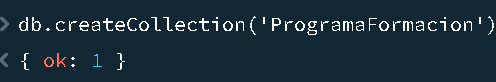 > db.createCollection('ProgramaFormacion')
< { ok: 1 }